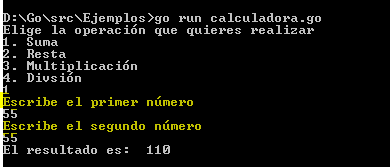 D:\Go\src\Ejemplos>go run calculadora.go
Elige la operación que quieres realizar
1. Suma
2. Resta
3. Multiplicación
4. Divsión
1
Escribe el primer número
55
Escribe el segundo número
55
El resultado es:  110